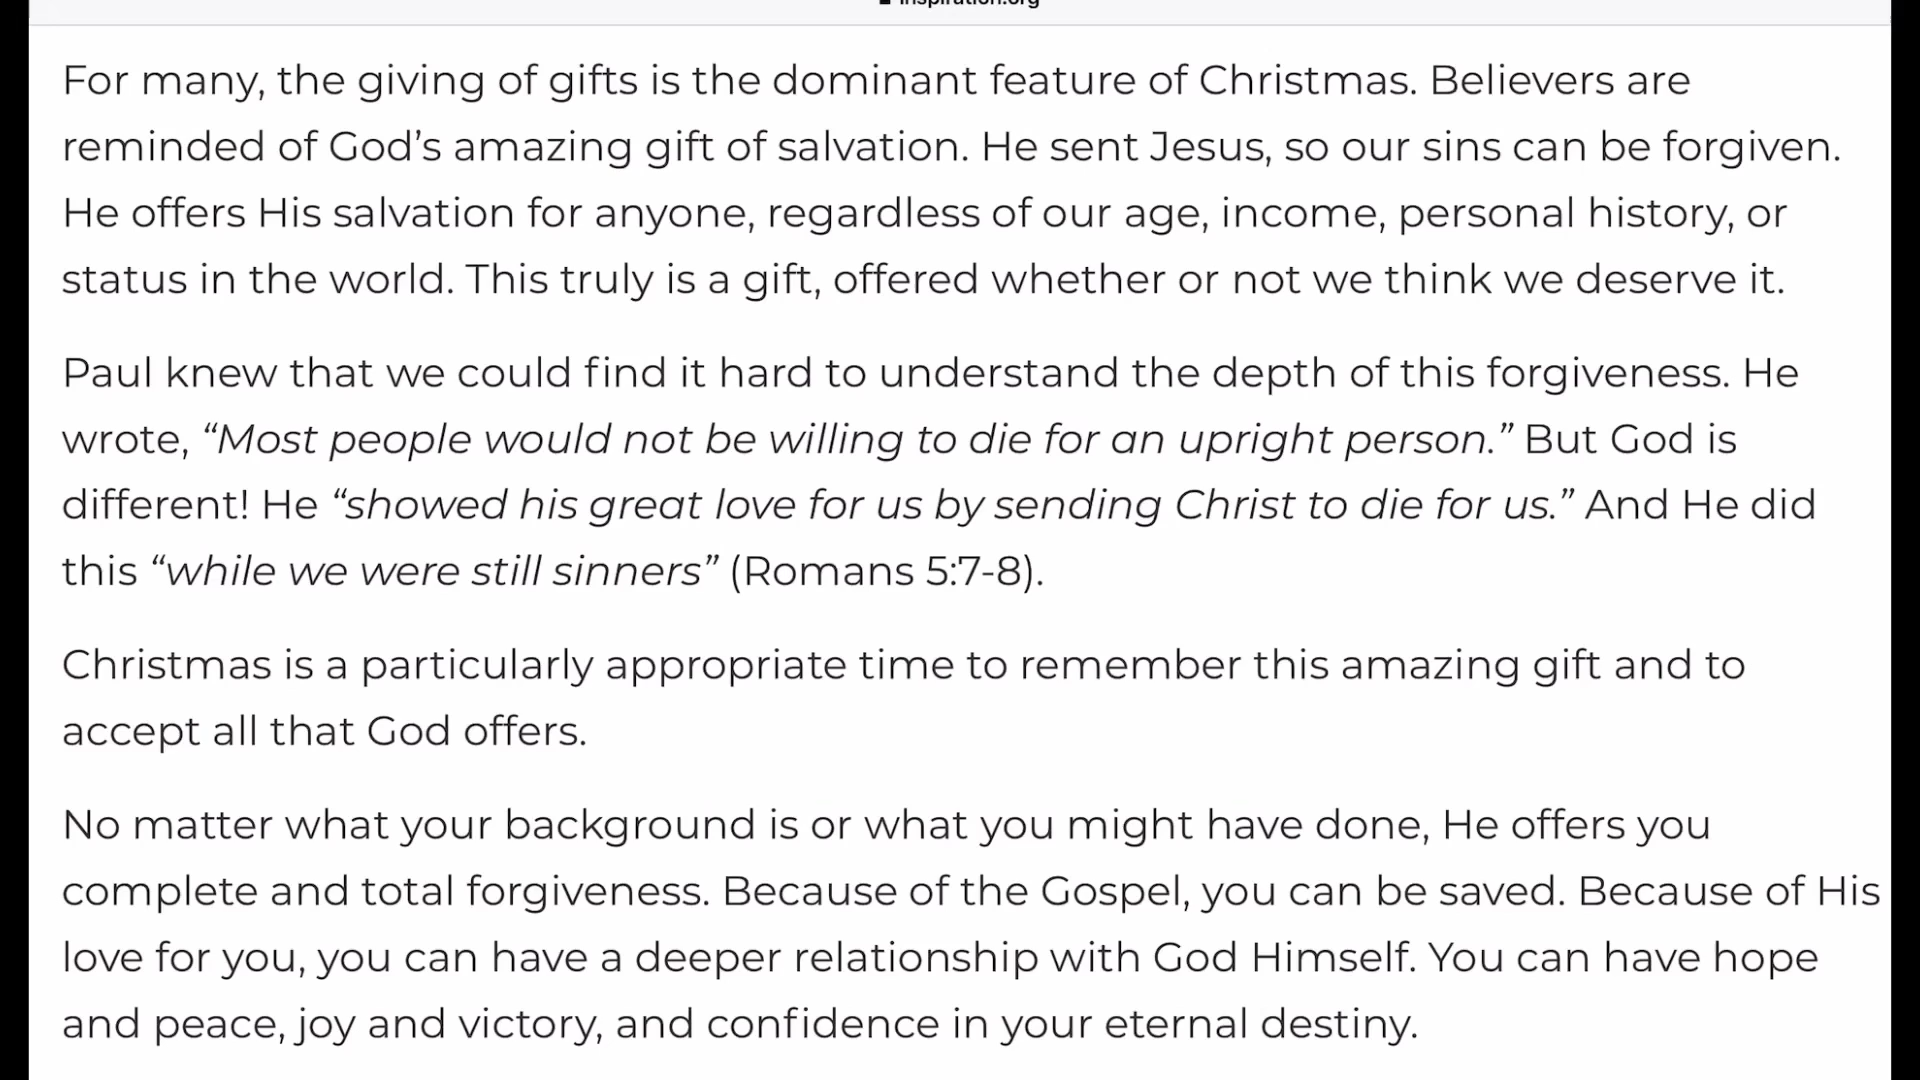 inspiration.org
For many, the giving of gifts is the dominant feature of Christmas. Believers are
reminded of God’s amazing gift of salvation. He sent Jesus, so our sins can be forgiven.
He offers His salvation for anyone, regardless of our age, income, personal history, or
status in the world. This truly is a gift, offered whether or not we think we deserve it.
Paul knew that we could find it hard to understand the depth of this forgiveness. He
wrote, “Most people would not be willing to die for an upright person.” But God is
different! He “showed his great love for us by sending Christ to die for us.” And He did
this “while we were still sinners” (Romans 5:7-8).
Christmas is a particularly appropriate time to remember this amazing gift and to
accept all that God offers.
No matter what your background is or what you might have done, He offers you
complete and total forgiveness. Because of the Gospel, you can be saved. Because of His
love for you, you can have a deeper relationship with God Himself. You can have hope
and peace, joy and victory, and confidence in your eternal destiny.